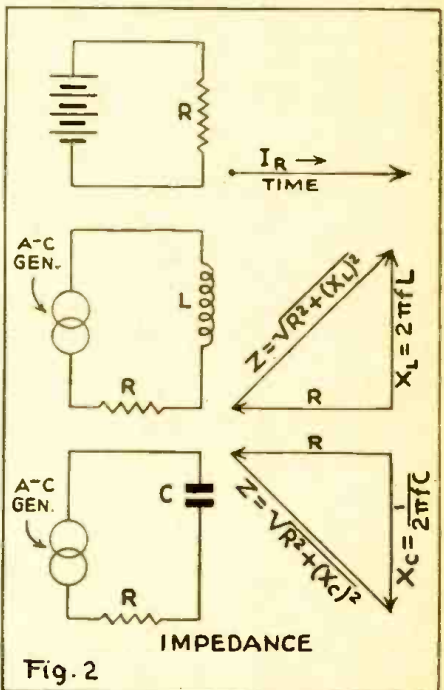 R
I_R →
TIME
A-C
GEN.
L
R
Z=√R²+(X_L)²
X_L=2πfL
R
A-C
GEN.
C
R
R
Z=√R²+(X_C)²
X_C=1/2πfC
IMPEDANCE
Fig. 2